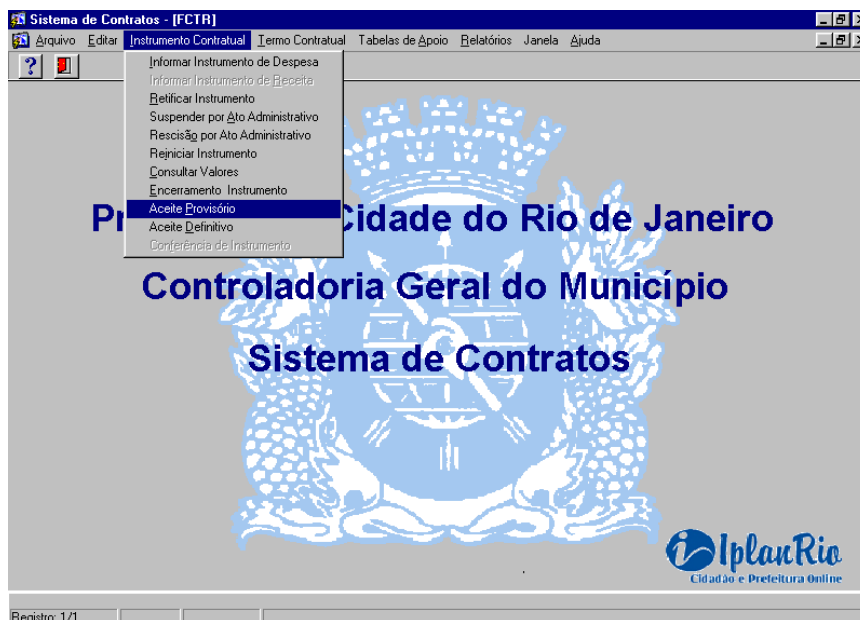 Sistema de Contratos - [FCTR]
Arquivo Editar Instrumento Contratual Termo Contratual Tabelas de Apoio Relatórios Janela Ajuda
?
Informar Instrumento de Despesa
Informar Instrumento de Receita
Retificar Instrumento
Suspender por Ato Administrativo
Rescisão por Ato Administrativo
Reiniciar Instrumento
Consultar Valores
Encerramento Instrumento
Aceite Provisório
Aceite Definitivo
Conferência de Instrumento
Cidade do Rio de Janeiro
Controladoria Geral do Município
Sistema de Contratos
IplanRio
Cidadão e Prefeitura Online
Registro: 1/1